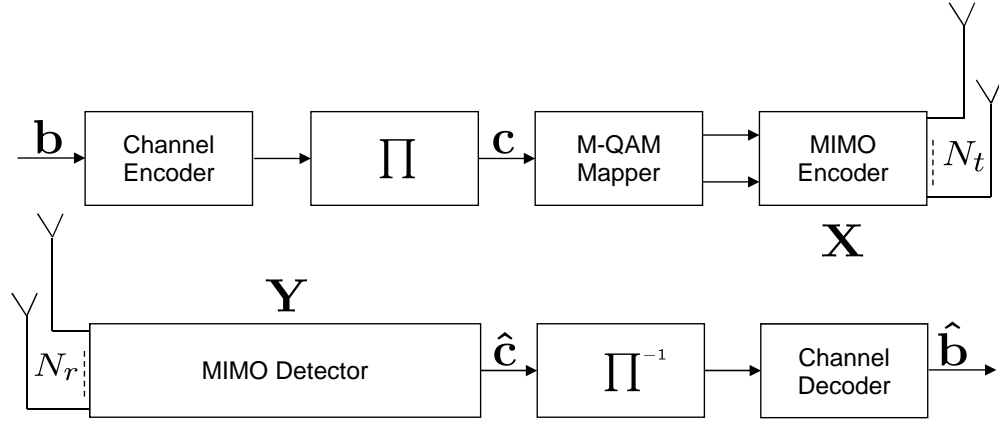 b
Channel
Encoder
∏
c
M-QAM
Mapper
MIMO
Encoder
N_t
X
Y
N_r
MIMO Detector
ĉ
∏⁻¹
Channel
Decoder
b̂